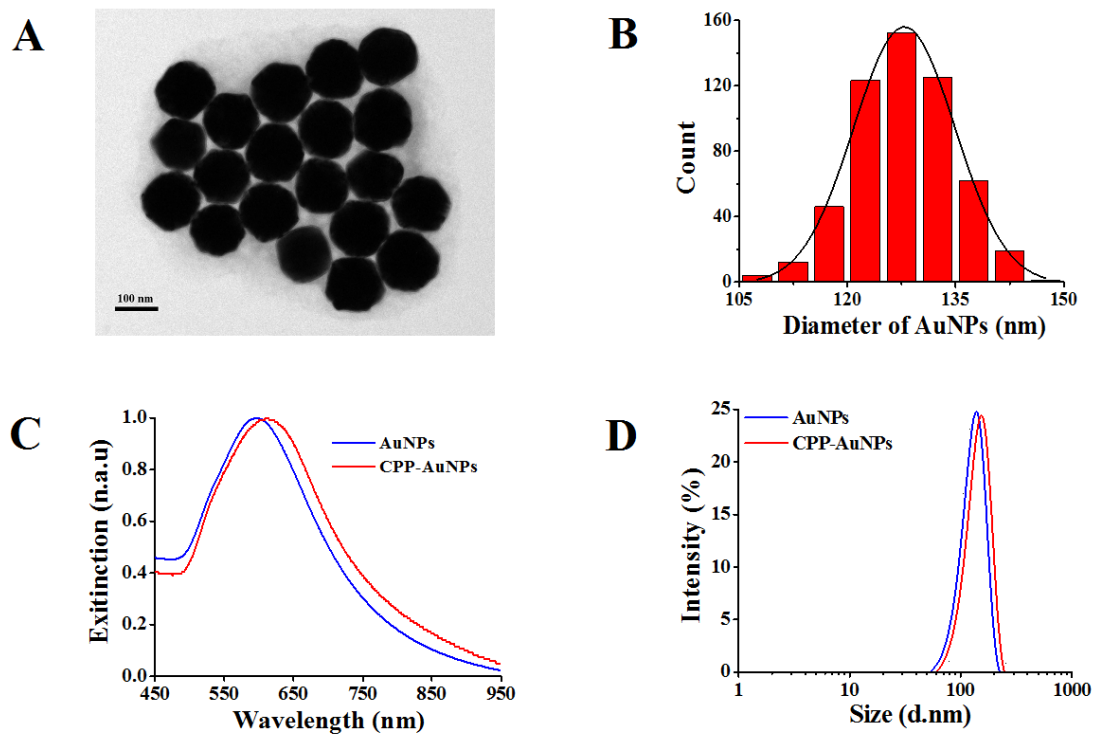 A
100 nm
B
160
120
80
40
0
Count
105
120
135
150
Diameter of AuNPs (nm)
C
1.0
0.8
0.6
0.4
0.2
0.0
Exitinction (n.a.u)
AuNPs
CPP-AuNPs
450
550
650
750
850
950
Wavelength (nm)
D
25
20
15
10
5
0
Intensity (%)
AuNPs
CPP-AuNPs
1
10
100
1000
Size (d.nm)